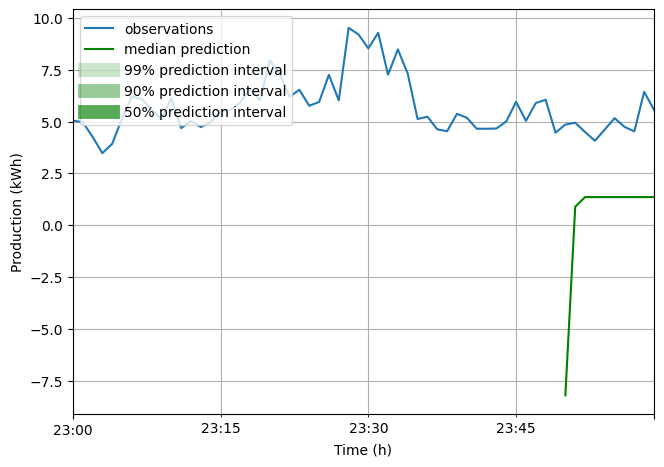 observations
median prediction
99% prediction interval
90% prediction interval
50% prediction interval
10.0
7.5
5.0
2.5
0.0
−2.5
−5.0
−7.5
Production (kWh)
23:00
23:15
23:30
23:45
Time (h)